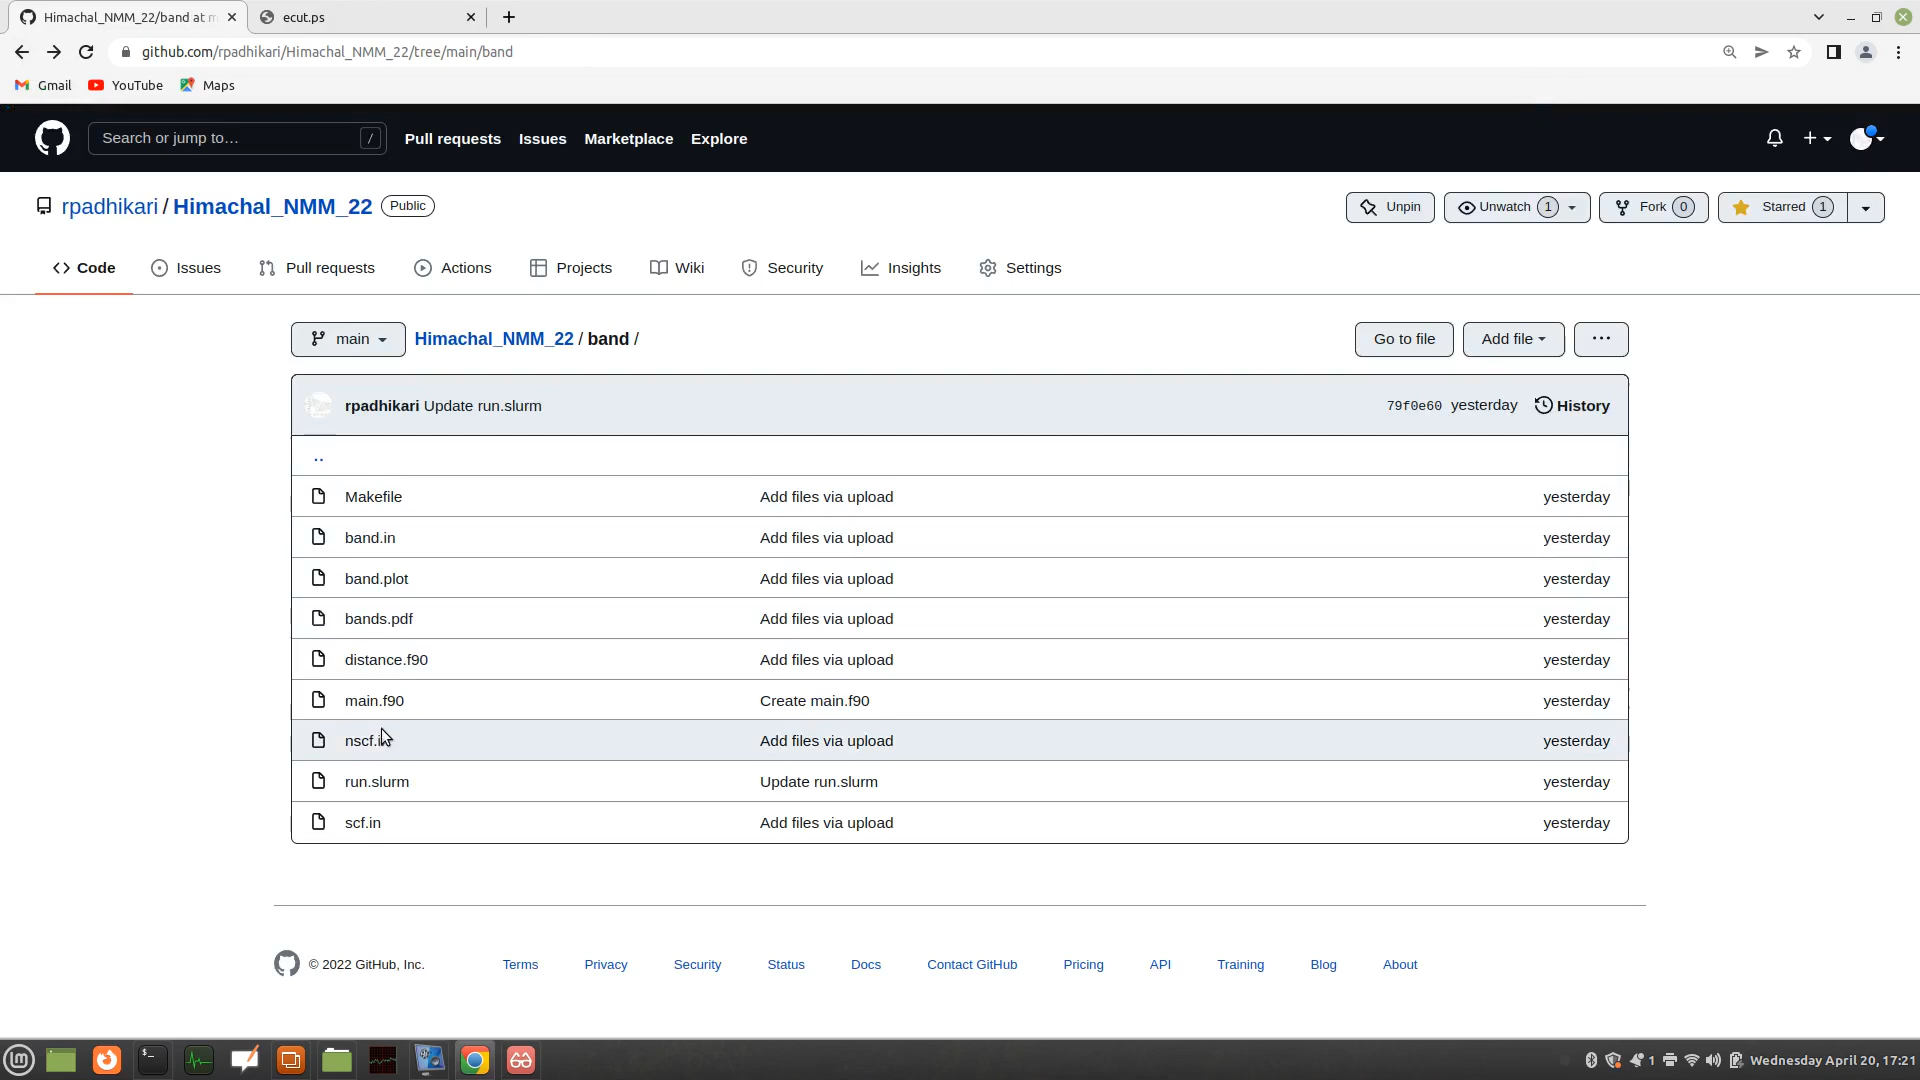 Himachal_NMM_22/band at m
ecut.ps
github.com/rpadhikari/Himachal_NMM_22/tree/main/band
Gmail YouTube Maps
Search or jump to… / Pull requests Issues Marketplace Explore
rpadhikari / Himachal_NMM_22 Public Unpin Unwatch 1 Fork 0 Starred 1
Code Issues Pull requests Actions Projects Wiki Security Insights Settings
main Himachal_NMM_22 / band / Go to file Add file ...
rpadhikari Update run.slurm 79f0e60 yesterday History
..
Makefile Add files via upload yesterday
band.in Add files via upload yesterday
band.plot Add files via upload yesterday
bands.pdf Add files via upload yesterday
distance.f90 Add files via upload yesterday
main.f90 Create main.f90 yesterday
Add files via upload yesterday
run.slurm Update run.slurm yesterday
scf.in Add files via upload yesterday
© 2022 GitHub, Inc. Terms Privacy Security Status Docs Contact GitHub Pricing API Training Blog About
1 Wednesday April 20, 17:21